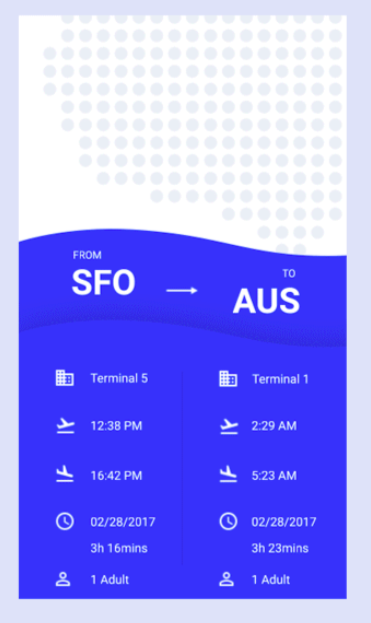 FROM
SFO
TO
AUS
Terminal 5
12:38 PM
16:42 PM
02/28/2017
3h 16mins
1 Adult
Terminal 1
2:29 AM
5:23 AM
02/28/2017
3h 23mins
1 Adult